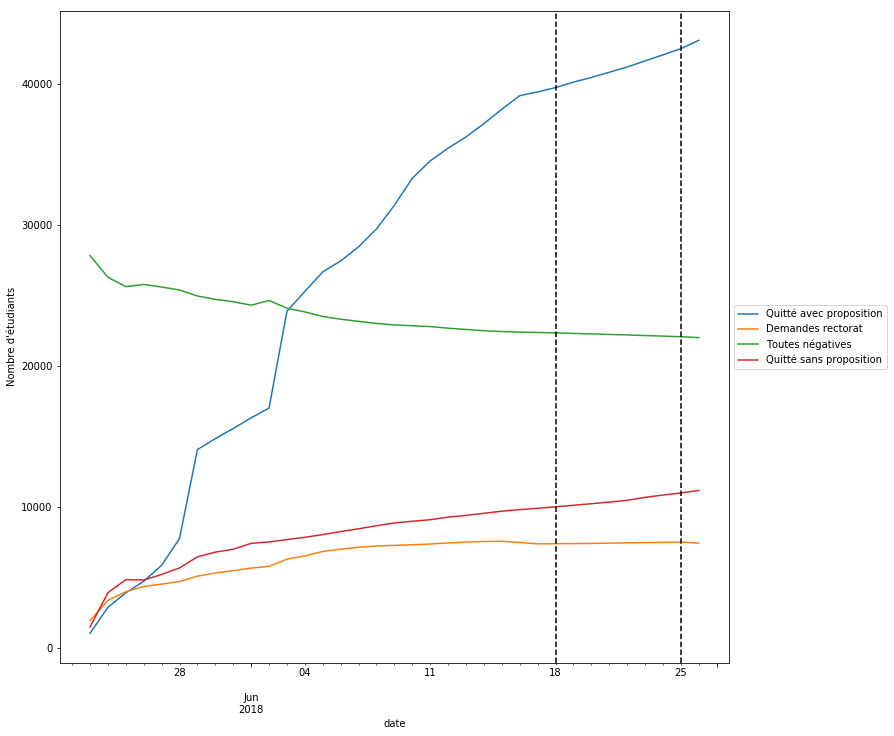 40000
30000
20000
10000
0
Nombre d'étudiants
28
04
11
18
25
Jun
2018
date
Quitté avec proposition
Demandes rectorat
Toutes négatives
Quitté sans proposition